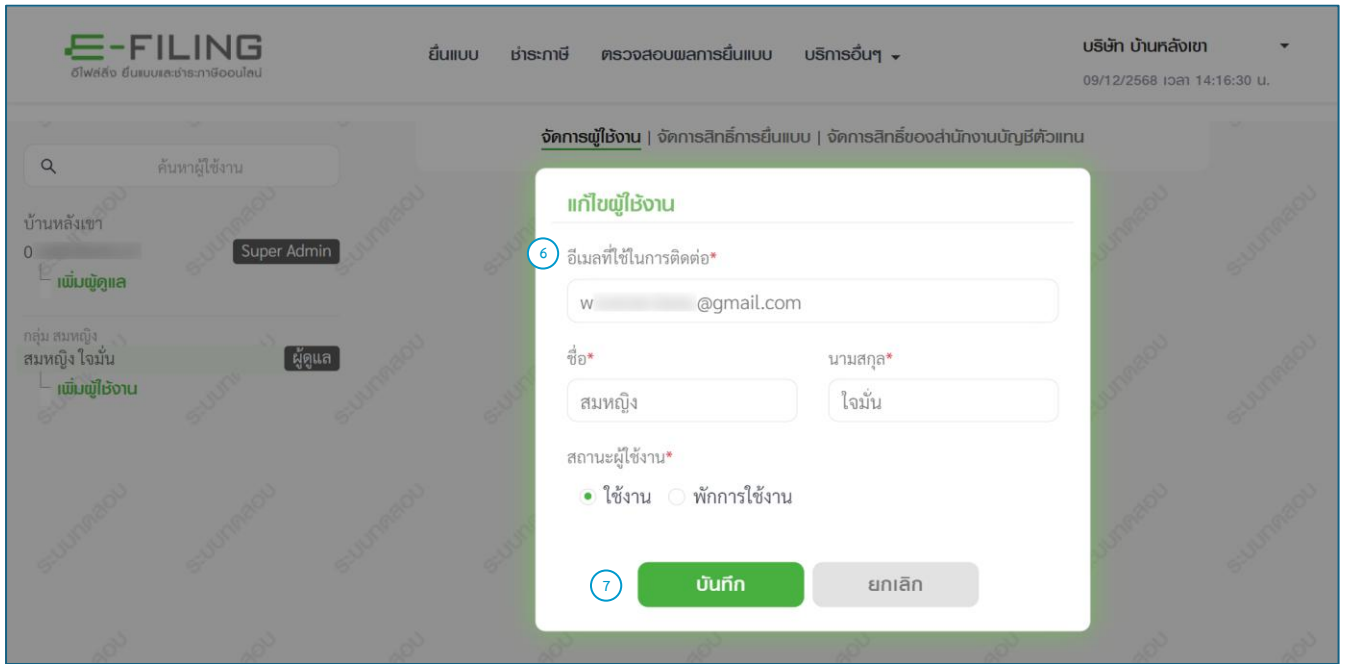 E-FILING
อีไฟล์ลิ่ง ยื่นแบบและชำระภาษีออนไลน์
ยื่นแบบ ชำระภาษี ตรวจสอบผลการยื่นแบบ บริการอื่นๆ
บริษัท บ้านหลังเขา
09/12/2568 เวลา 14:16:30 น.
จัดการผู้ใช้งาน | จัดการสิทธิ์การยื่นแบบ | จัดการสิทธิ์ของสำนักงานบัญชีตัวแทน
ค้นหาผู้ใช้งาน
บ้านหลังเขา
0 Super Admin
เพิ่มผู้ดูแล
กลุ่ม สมหญิง
สมหญิง ใจมั่น ผู้ดูแล
เพิ่มผู้ใช้งาน
แก้ไขผู้ใช้งาน
6 อีเมลที่ใช้ในการติดต่อ*
w @gmail.com
ชื่อ* นามสกุล*
สมหญิง ใจมั่น
สถานะผู้ใช้งาน*
ใช้งาน พักการใช้งาน
7 บันทึก ยกเลิก
ระบบทดสอบ